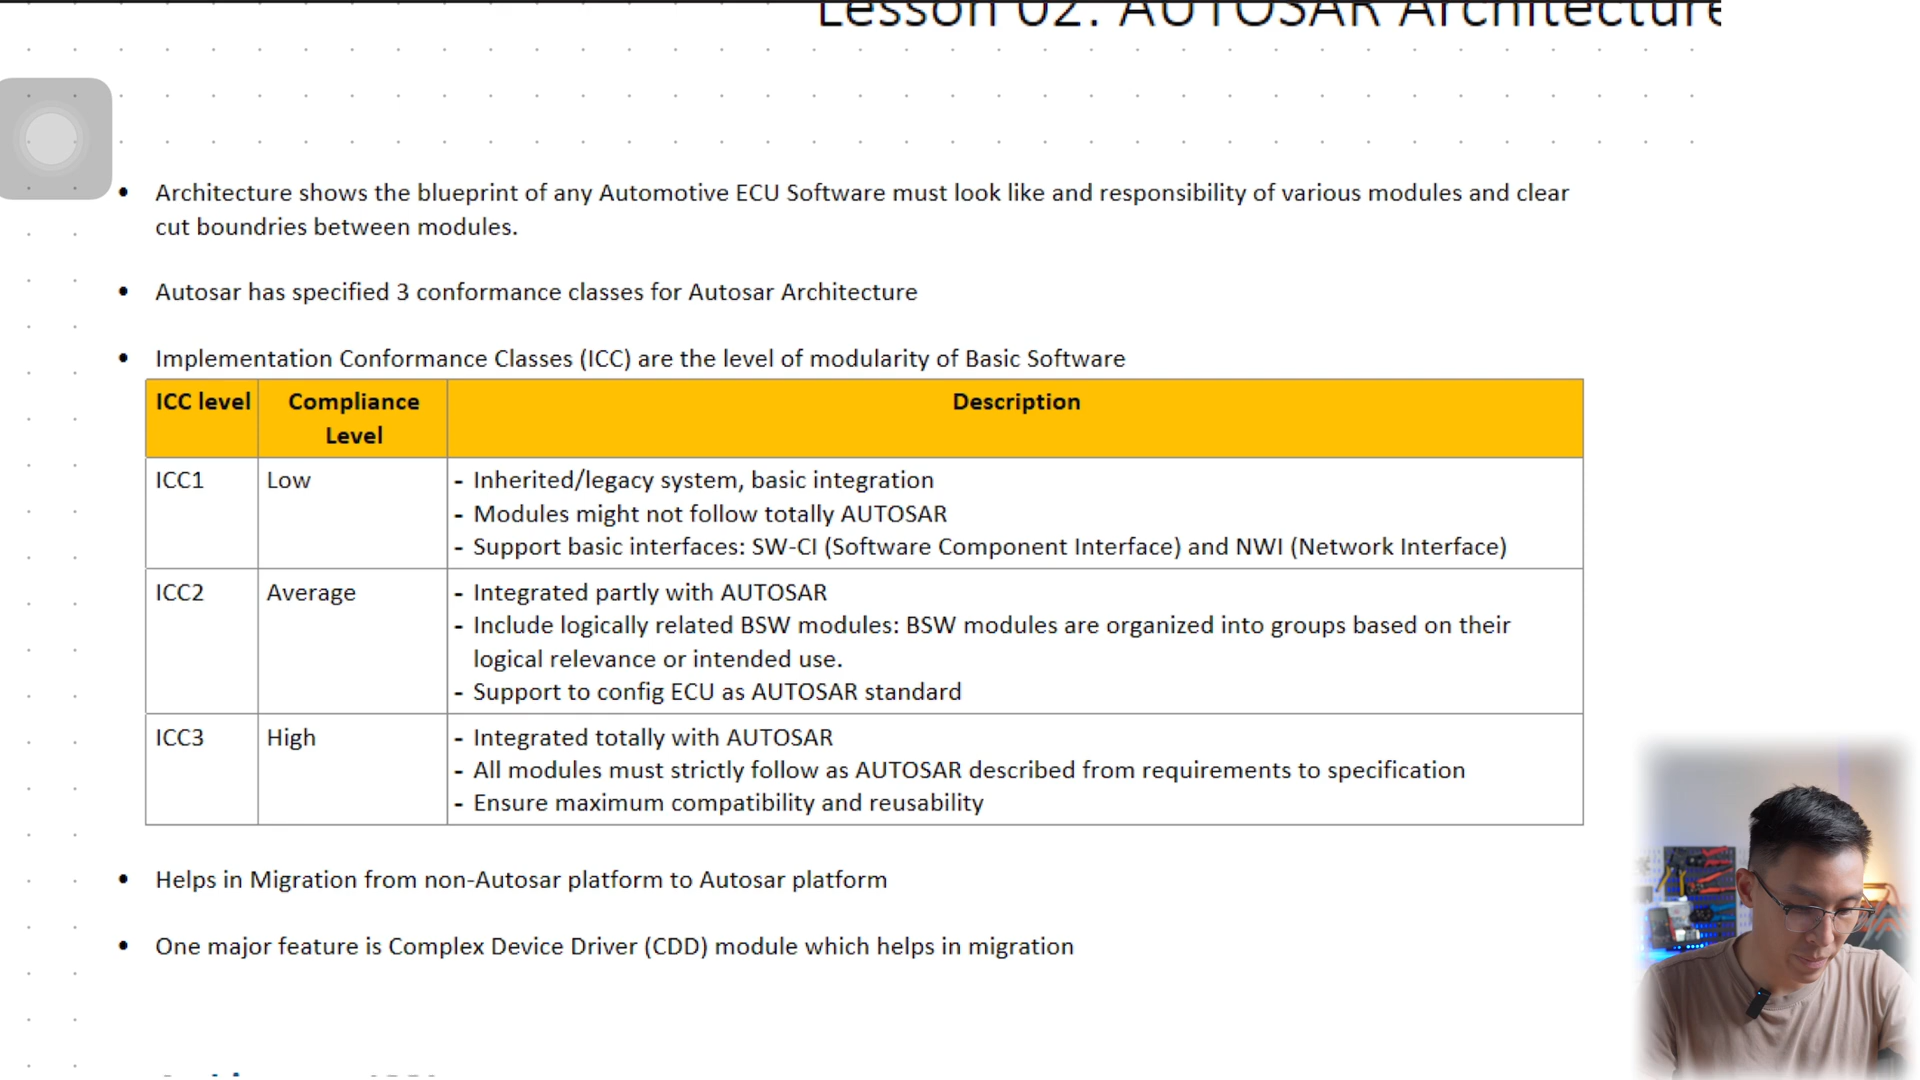 Lesson 02: AUTOSAR Architecture
• Architecture shows the blueprint of any Automotive ECU Software must look like and responsibility of various modules and clear
cut boundries between modules.
• Autosar has specified 3 conformance classes for Autosar Architecture
• Implementation Conformance Classes (ICC) are the level of modularity of Basic Software
ICC level Compliance Level Description
ICC1 Low - Inherited/legacy system, basic integration
- Modules might not follow totally AUTOSAR
- Support basic interfaces: SW-CI (Software Component Interface) and NWI (Network Interface)
ICC2 Average - Integrated partly with AUTOSAR
- Include logically related BSW modules: BSW modules are organized into groups based on their
logical relevance or intended use.
- Support to config ECU as AUTOSAR standard
ICC3 High - Integrated totally with AUTOSAR
- All modules must strictly follow as AUTOSAR described from requirements to specification
- Ensure maximum compatibility and reusability
• Helps in Migration from non-Autosar platform to Autosar platform
• One major feature is Complex Device Driver (CDD) module which helps in migration